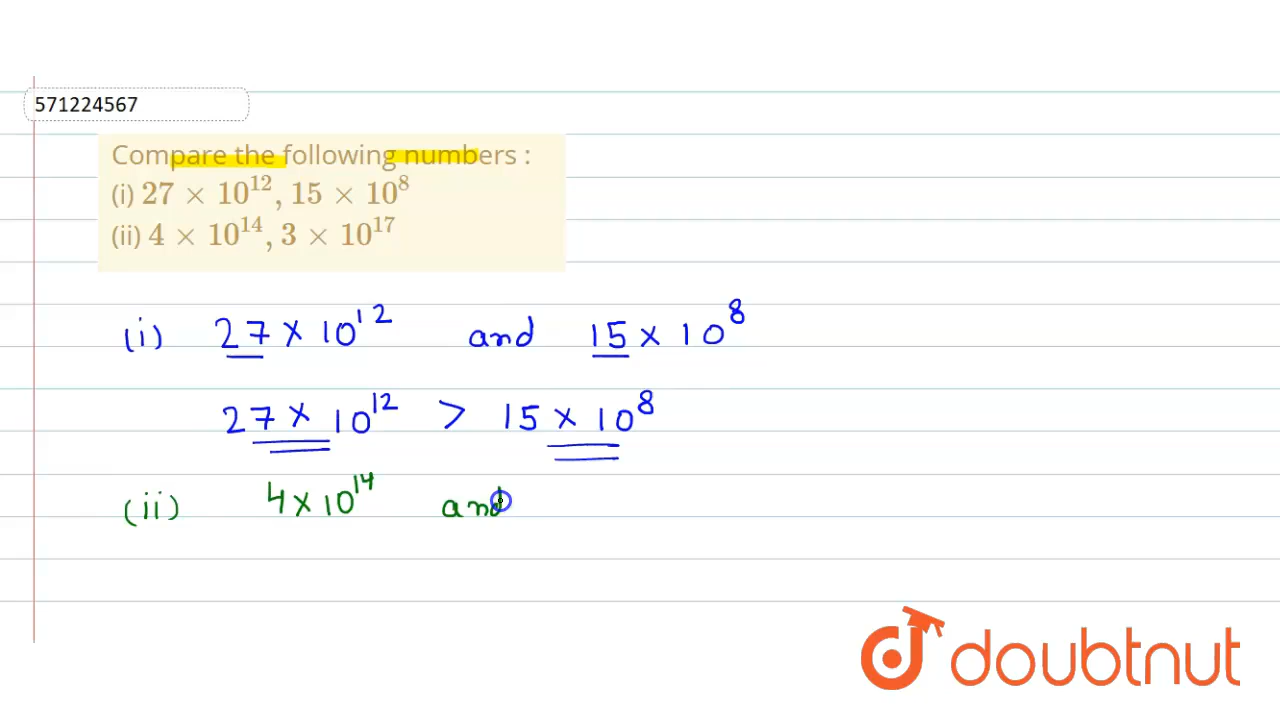 571224567
Compare the following numbers :
(i) 27 × 10^12, 15 × 10^8
(ii) 4 × 10^14, 3 × 10^17
(i) 27 × 10^12 and 15 × 10^8
27 × 10^12 > 15 × 10^8
(ii) 4 × 10^14 and
doubtnut